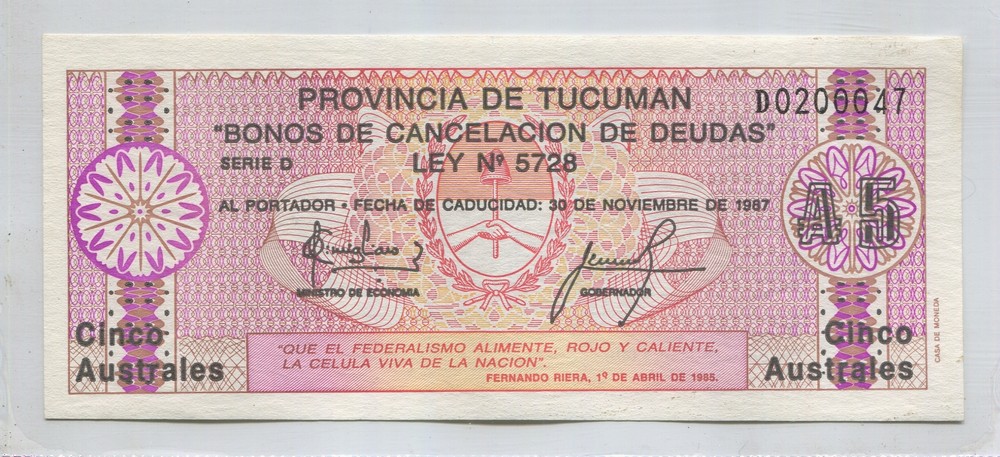 PROVINCIA DE TUCUMAN
D0200047
"BONOS DE CANCELACION DE DEUDAS"
SERIE D
LEY Nº 5728
AL PORTADOR • FECHA DE CADUCIDAD: 30 DE NOVIEMBRE DE 1987
A 5
MINISTRO DE ECONOMIA
GOBERNADOR
Cinco
Australes
Cinco
Australes
"QUE EL FEDERALISMO ALIMENTE, ROJO Y CALIENTE,
LA CELULA VIVA DE LA NACION".
FERNANDO RIERA, 1º DE ABRIL DE 1985.
CASA DE MONEDA